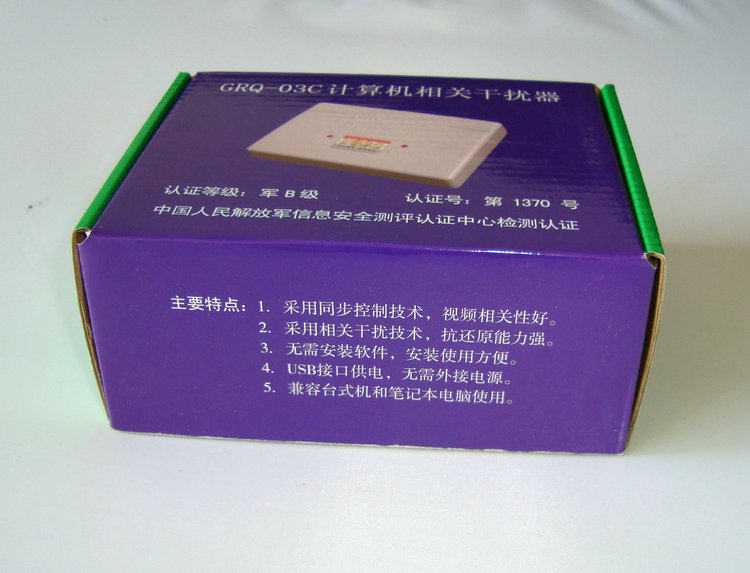 GRQ-03C计算机相关干扰器
认证等级：军B级 认证号：第 1370 号
中国人民解放军信息安全测评认证中心检测认证
主要特点：1. 采用同步控制技术，视频相关性好。
2. 采用相关干扰技术，抗还原能力强。
3. 无需安装软件，安装使用方便。
4. USB接口供电，无需外接电源。
5. 兼容台式机和笔记本电脑使用。